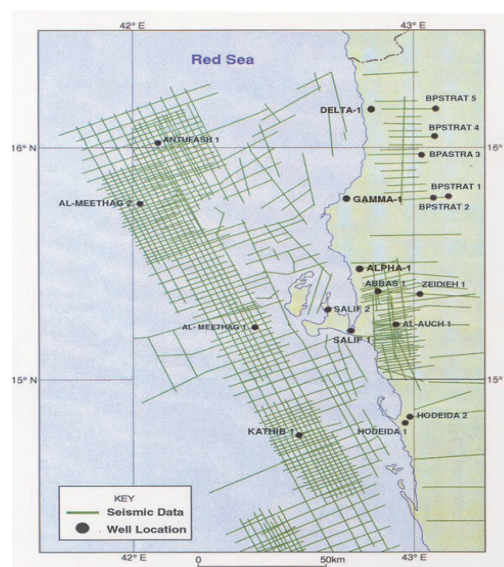 42° E
43° E
Red Sea
DELTA-1
BPSTRAT 5
BPSTRAT 4
16° N
16° N
ANTUFASH 1
BPASTRA 3
AL-MEETHAG 2
GAMMA-1
BPSTRAT 1
BPSTRAT 2
ALPHA-1
ABBAS 1
ZEIDIEH 1
SALIF 2
AL-MEETHAG 1
AL-AUCH 1
SALIF 1
15° N
15° N
HODEIDA 2
KATHIB 1
HODEIDA 1
KEY
Seismic Data
Well Location
42° E
43° E
0
50km